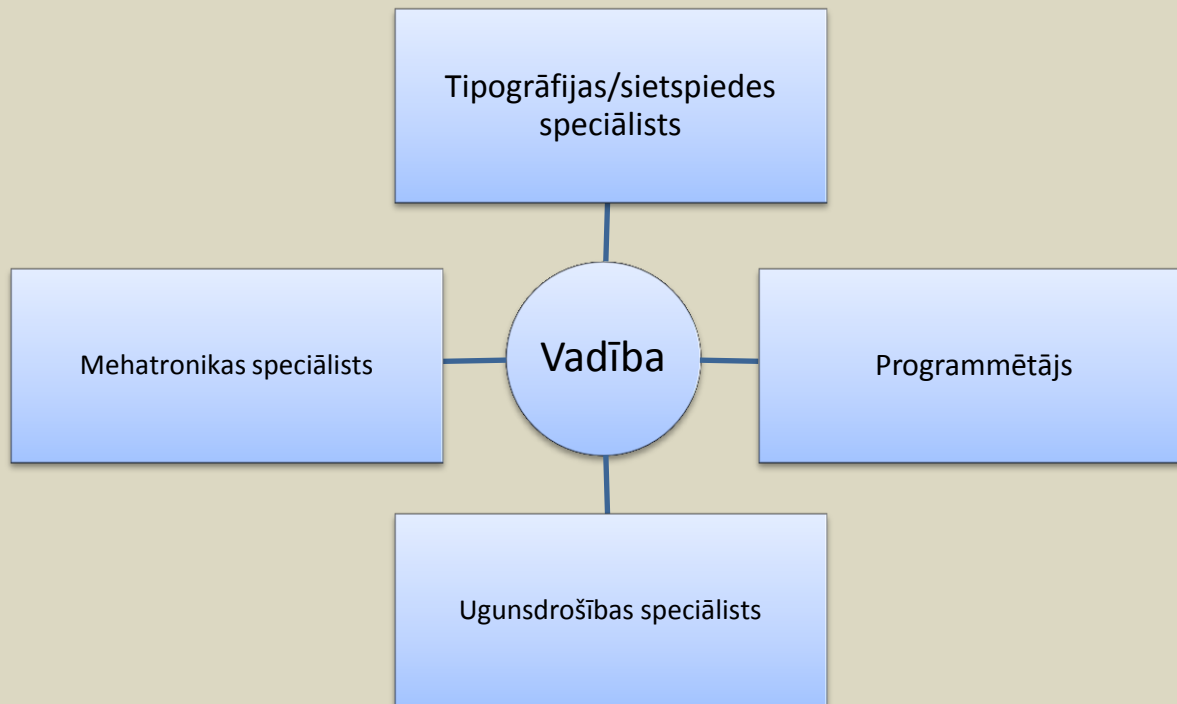 Tipogrāfijas/sietspiedes
speciālists
Mehatronikas speciālists
Vadība
Programmētājs
Ugunsdrošības speciālists